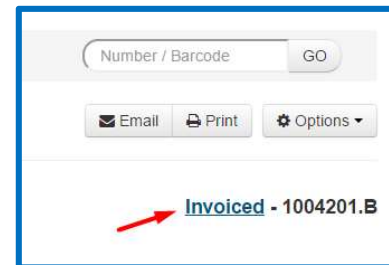 Number / Barcode GO
Email Print Options
Invoiced - 1004201.B